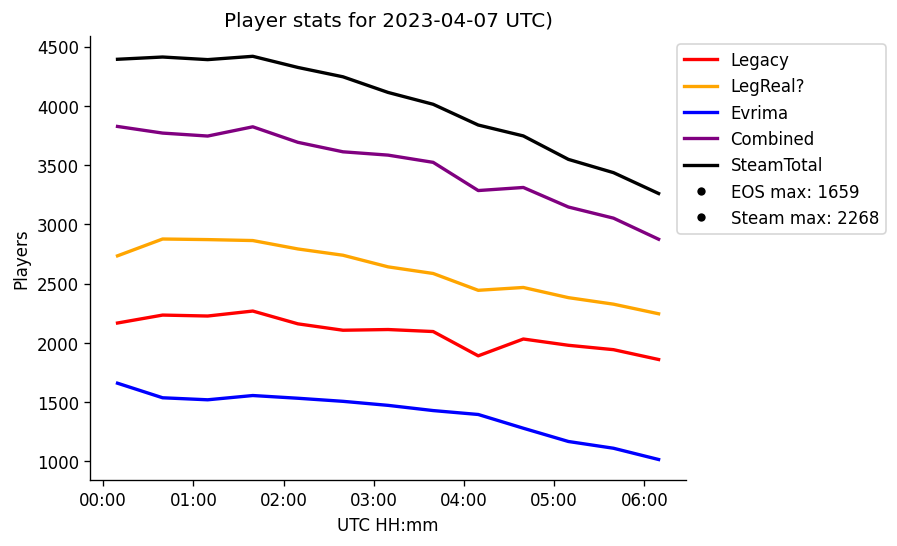 Player stats for 2023-04-07 UTC)
4500
4000
3500
3000
2500
2000
1500
1000
Players
00:00 01:00 02:00 03:00 04:00 05:00 06:00
UTC HH:mm
Legacy
LegReal?
Evrima
Combined
SteamTotal
EOS max: 1659
Steam max: 2268